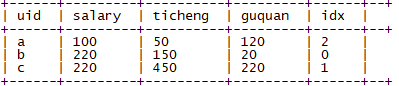 +------+---------+----------+---------+------+--+
| uid | salary | ticheng | guquan | idx | |
+------+---------+----------+---------+------+--+
| a | 100 | 50 | 120 | 2 | |
| b | 220 | 150 | 20 | 0 | |
| c | 220 | 450 | 220 | 1 | |
+------+---------+----------+---------+------+--+